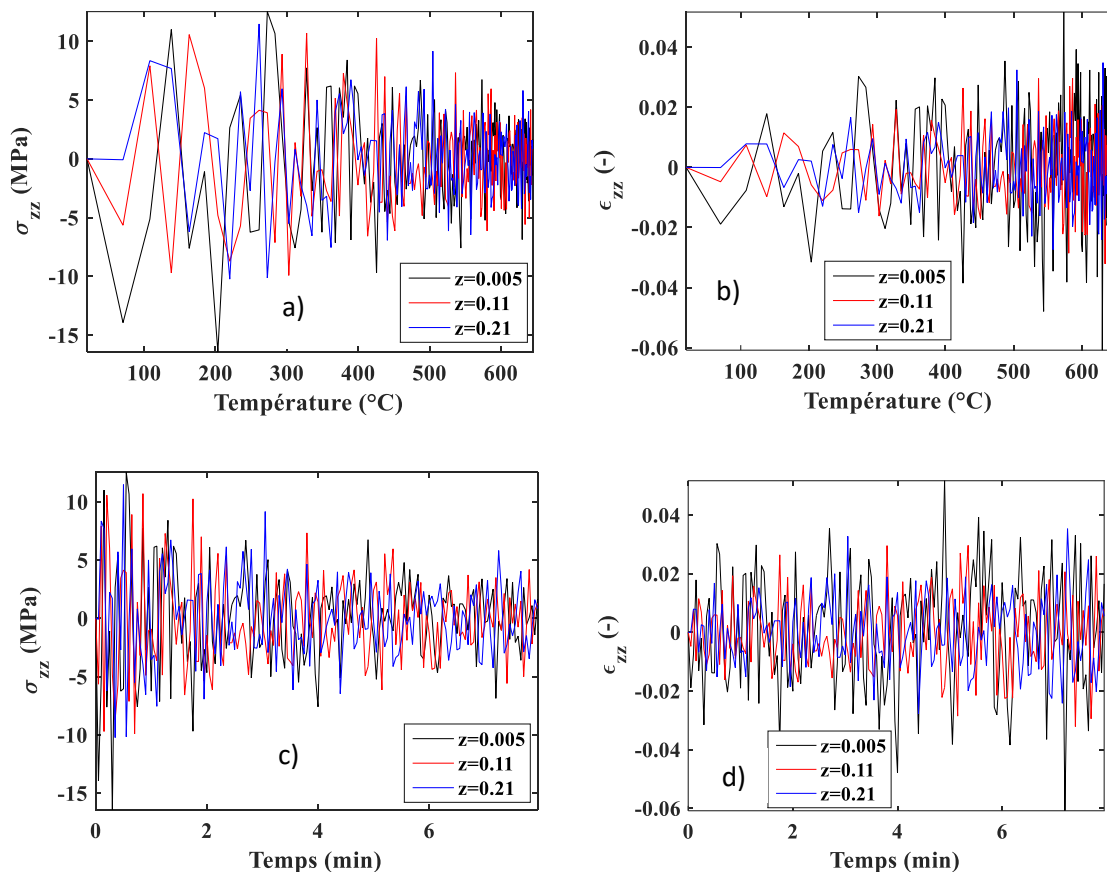 10
5
0
-5
-10
-15
σzz (MPa)
100 200 300 400 500 600
Température (°C)
a)
z=0.005
z=0.11
z=0.21
0.04
0.02
0
-0.02
-0.04
-0.06
ϵzz (-)
100 200 300 400 500 600
Température (°C)
b)
z=0.005
z=0.11
z=0.21
10
5
0
-5
-10
-15
σzz (MPa)
0 2 4 6
Temps (min)
c)
z=0.005
z=0.11
z=0.21
0.04
0.02
0
-0.02
-0.04
-0.06
ϵzz (-)
0 2 4 6
Temps (min)
d)
z=0.005
z=0.11
z=0.21